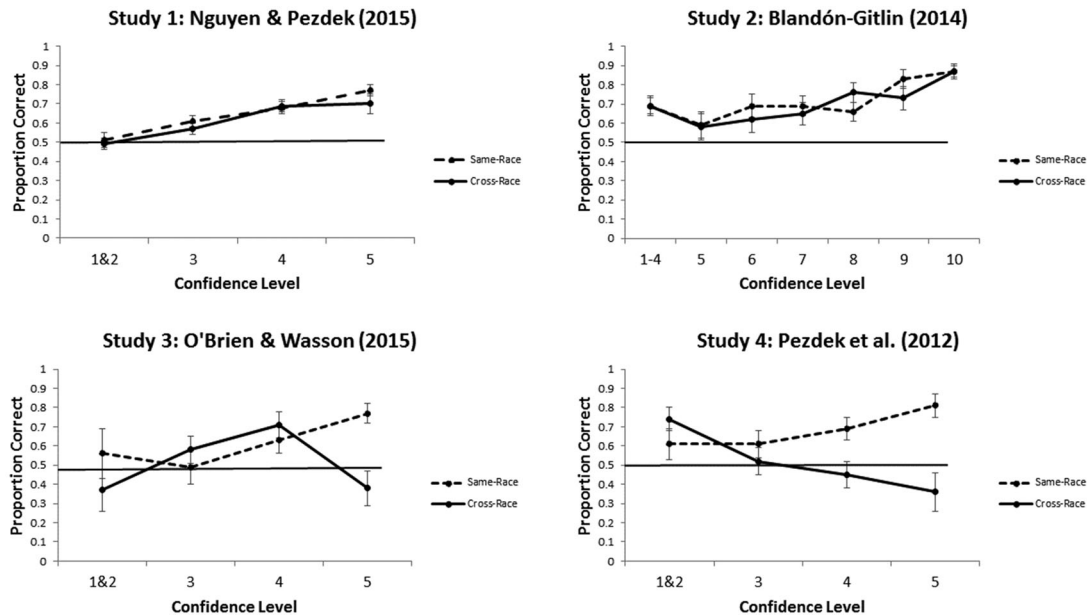 Study 1: Nguyen & Pezdek (2015)
Proportion Correct
1
0.9
0.8
0.7
0.6
0.5
0.4
0.3
0.2
0.1
0
1&2 3 4 5
Confidence Level
Same-Race
Cross-Race
Study 2: Blandón-Gitlin (2014)
Proportion Correct
1
0.9
0.8
0.7
0.6
0.5
0.4
0.3
0.2
0.1
0
1-4 5 6 7 8 9 10
Confidence Level
Same-Race
Cross-Race
Study 3: O'Brien & Wasson (2015)
Proportion Correct
1
0.9
0.8
0.7
0.6
0.5
0.4
0.3
0.2
0.1
0
1&2 3 4 5
Confidence Level
Same-Race
Cross-Race
Study 4: Pezdek et al. (2012)
Proportion Correct
1
0.9
0.8
0.7
0.6
0.5
0.4
0.3
0.2
0.1
0
1&2 3 4 5
Confidence Level
Same-Race
Cross-Race